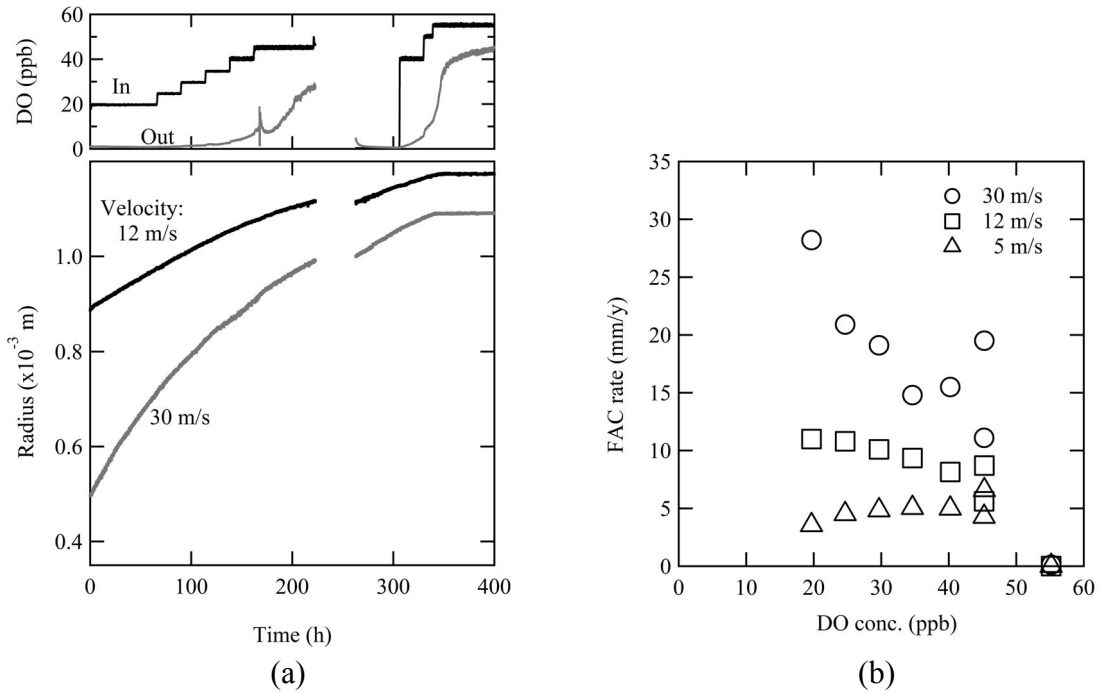 60
40
20
0
DO (ppb)
In
Out
Velocity:
12 m/s
30 m/s
1.0
0.8
0.6
0.4
Radius (x10⁻³ m)
0 100 200 300 400
Time (h)
(a)
35
30
25
20
15
10
5
0
FAC rate (mm/y)
30 m/s
12 m/s
5 m/s
0 10 20 30 40 50 60
DO conc. (ppb)
(b)